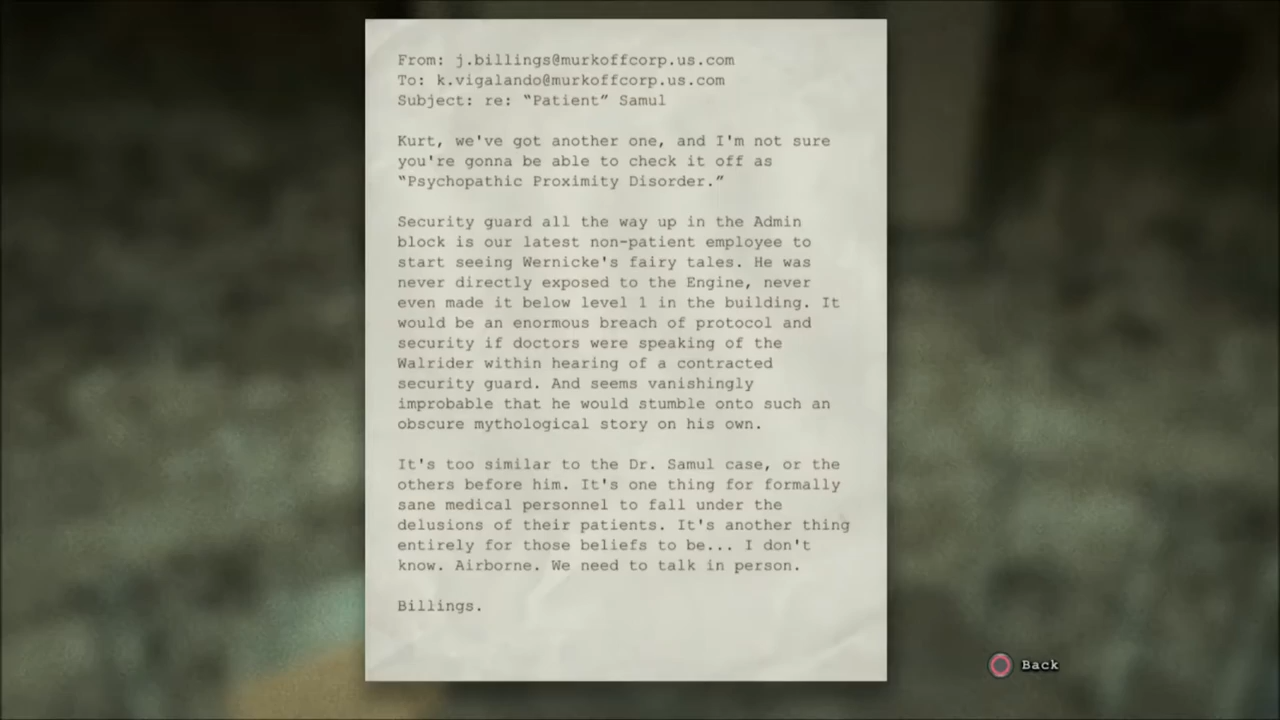 From: j.billings@murkoffcorp.us.com
To: k.vigalando@murkoffcorp.us.com
Subject: re: “Patient” Samul
Kurt, we've got another one, and I'm not sure
you're gonna be able to check it off as
“Psychopathic Proximity Disorder.”
Security guard all the way up in the Admin
block is our latest non-patient employee to
start seeing Wernicke's fairy tales. He was
never directly exposed to the Engine, never
even made it below level 1 in the building. It
would be an enormous breach of protocol and
security if doctors were speaking of the
Walrider within hearing of a contracted
security guard. And seems vanishingly
improbable that he would stumble onto such an
obscure mythological story on his own.
It's too similar to the Dr. Samul case, or the
others before him. It's one thing for formally
sane medical personnel to fall under the
delusions of their patients. It's another thing
entirely for those beliefs to be... I don't
know. Airborne. We need to talk in person.
Billings.
Back